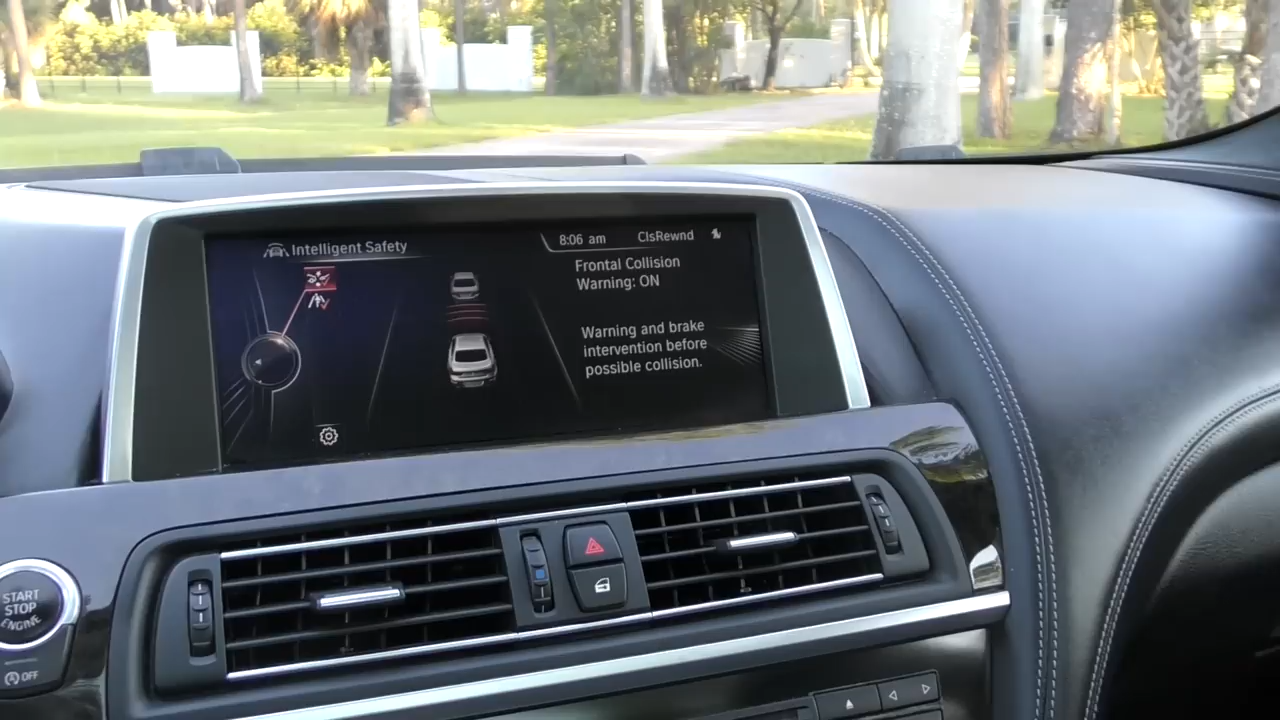 Intelligent Safety
8:06 am
ClsRewnd
Frontal Collision
Warning: ON
Warning and brake
intervention before
possible collision.
START
STOP
ENGINE
OFF